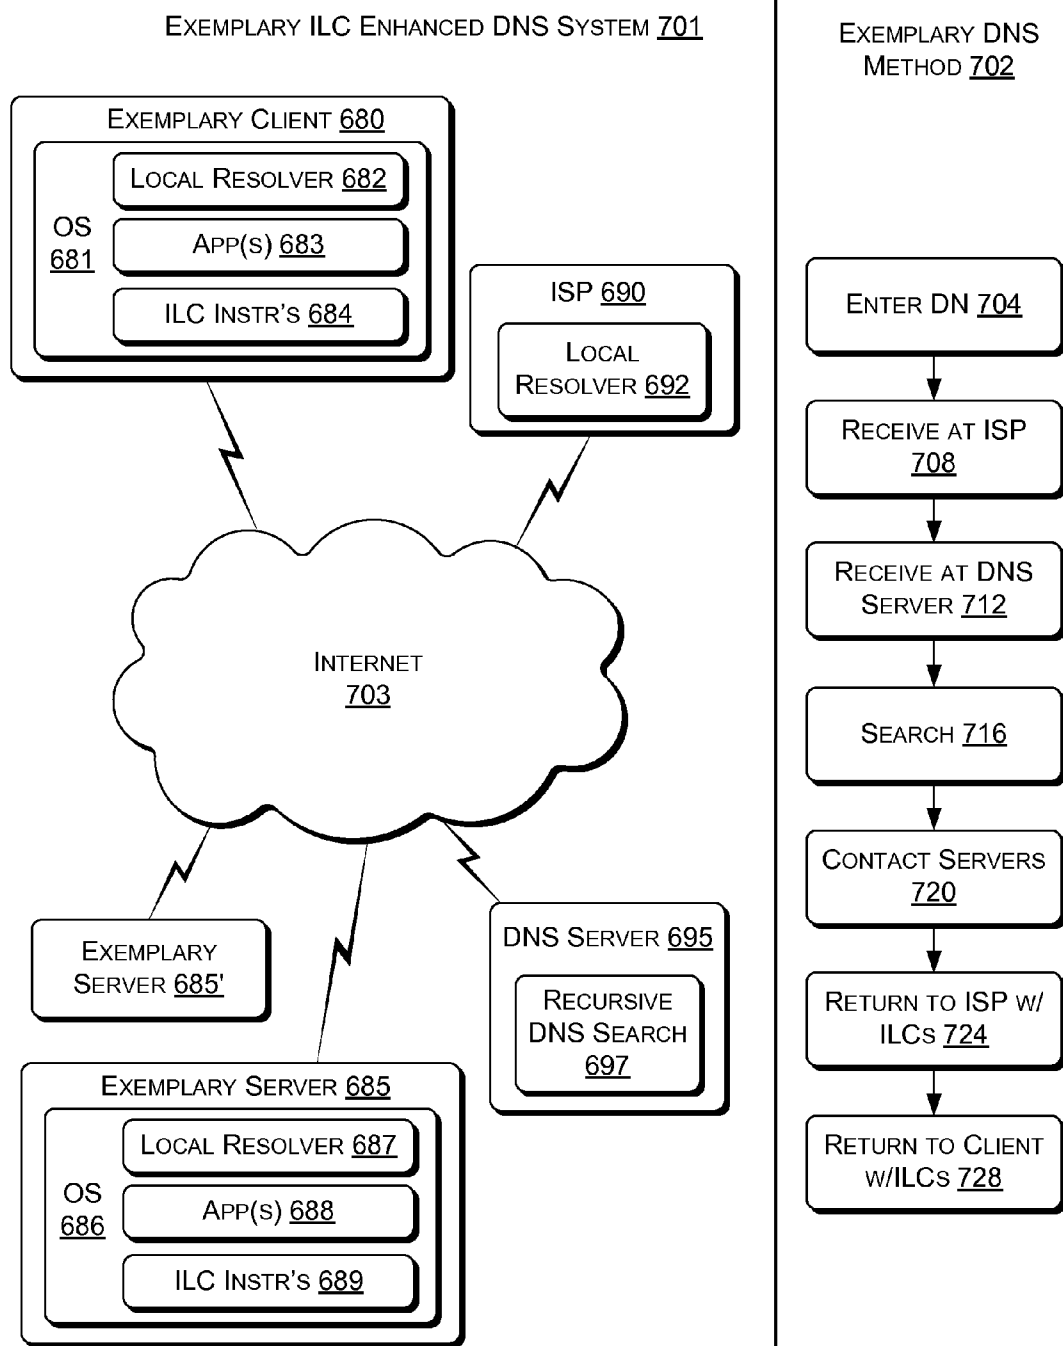 EXEMPLARY ILC ENHANCED DNS SYSTEM 701
EXEMPLARY CLIENT 680
OS
681
LOCAL RESOLVER 682
APP(S) 683
ILC INSTR'S 684
ISP 690
LOCAL
RESOLVER 692
INTERNET
703
EXEMPLARY
SERVER 685'
DNS SERVER 695
RECURSIVE
DNS SEARCH
697
EXEMPLARY SERVER 685
OS
686
LOCAL RESOLVER 687
APP(S) 688
ILC INSTR'S 689
EXEMPLARY DNS
METHOD 702
ENTER DN 704
RECEIVE AT ISP
708
RECEIVE AT DNS
SERVER 712
SEARCH 716
CONTACT SERVERS
720
RETURN TO ISP W/
ILCS 724
RETURN TO CLIENT
W/ILCS 728